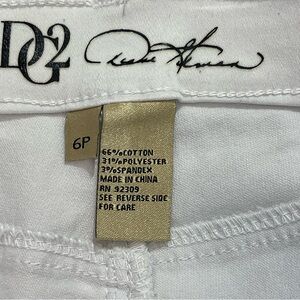 DG2
6P
66%COTTON
31%POLYESTER
3%SPANDEX
MADE IN CHINA
RN 92309
SEE REVERSE SIDE
FOR CARE